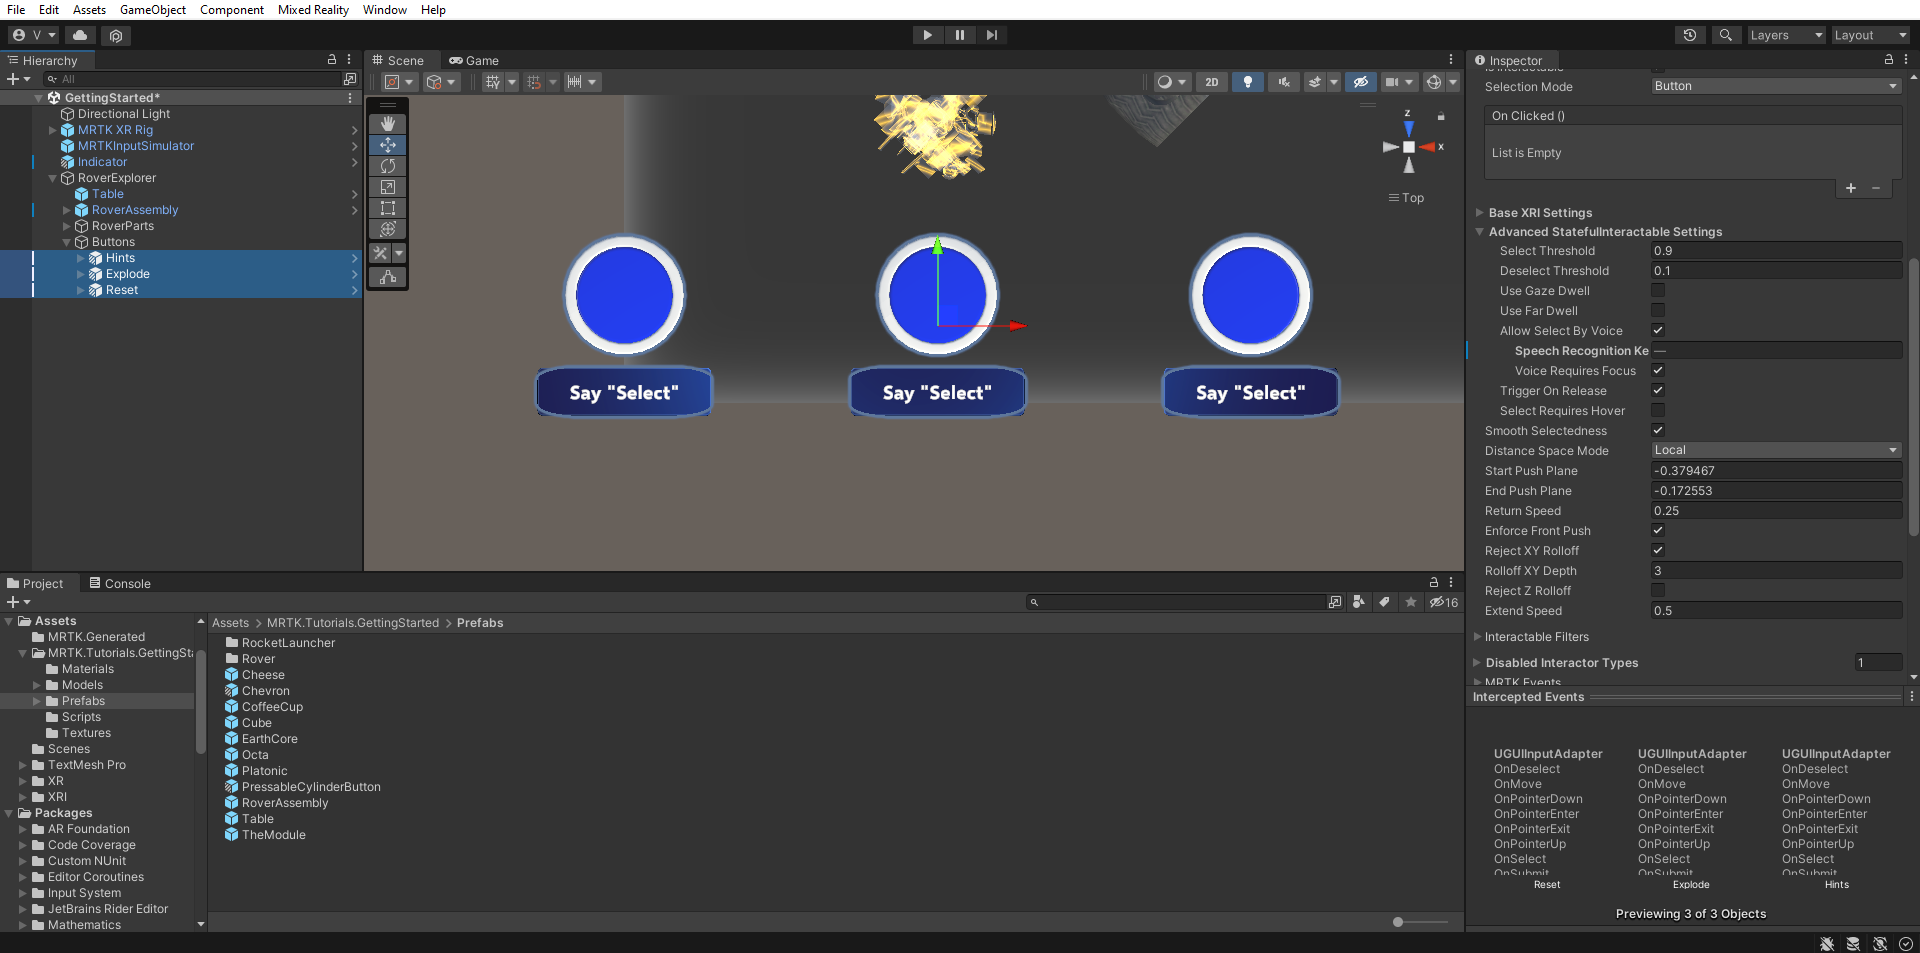 File Edit Assets GameObject Component Mixed Reality Window Help
V
Layers Layout
Hierarchy
All
GettingStarted*
Directional Light
MRTK XR Rig
MRTKInputSimulator
Indicator
RoverExplorer
Table
RoverAssembly
RoverParts
Buttons
Hints
Explode
Reset
Scene Game
2D
z
x
Top
Say "Select" Say "Select" Say "Select"
Inspector
Selection Mode Button
On Clicked ()
List is Empty
Base XRI Settings
Advanced StatefulInteractable Settings
Select Threshold 0.9
Deselect Threshold 0.1
Use Gaze Dwell
Use Far Dwell
Allow Select By Voice
Speech Recognition Ke —
Voice Requires Focus
Trigger On Release
Select Requires Hover
Smooth Selectedness
Distance Space Mode Local
Start Push Plane -0.379467
End Push Plane -0.172553
Return Speed 0.25
Enforce Front Push
Reject XY Rolloff
Rolloff XY Depth 3
Reject Z Rolloff
Extend Speed 0.5
Interactable Filters
Disabled Interactor Types 1
MRTK Events
Intercepted Events
UGUIInputAdapter UGUIInputAdapter UGUIInputAdapter
OnDeselect OnDeselect OnDeselect
OnMove OnMove OnMove
OnPointerDown OnPointerDown OnPointerDown
OnPointerEnter OnPointerEnter OnPointerEnter
OnPointerExit OnPointerExit OnPointerExit
OnPointerUp OnPointerUp OnPointerUp
OnSelect OnSelect OnSelect
OnSubmit OnSubmit OnSubmit
Reset Explode Hints
Previewing 3 of 3 Objects
Project Console
16
Assets
MRTK.Generated
MRTK.Tutorials.GettingSta
Materials
Models
Prefabs
Scripts
Textures
Scenes
TextMesh Pro
XR
XRI
Packages
AR Foundation
Code Coverage
Custom NUnit
Editor Coroutines
Input System
JetBrains Rider Editor
Mathematics
Assets > MRTK.Tutorials.GettingStarted > Prefabs
RocketLauncher
Rover
Cheese
Chevron
CoffeeCup
Cube
EarthCore
Octa
Platonic
PressableCylinderButton
RoverAssembly
Table
TheModule